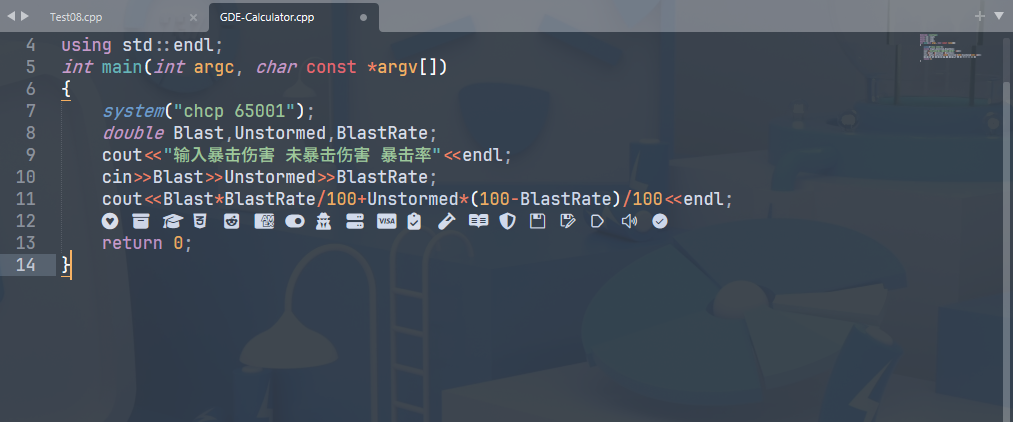 Test08.cpp
GDE-Calculator.cpp
4 using std::endl;
5 int main(int argc, char const *argv[])
6 {
7 system("chcp 65001");
8 double Blast,Unstormed,BlastRate;
9 cout<<"输入暴击伤害 未暴击伤害 暴击率"<<endl;
10 cin>>Blast>>Unstormed>>BlastRate;
11 cout<<Blast*BlastRate/100+Unstormed*(100-BlastRate)/100<<endl;
12
13 return 0;
14 }